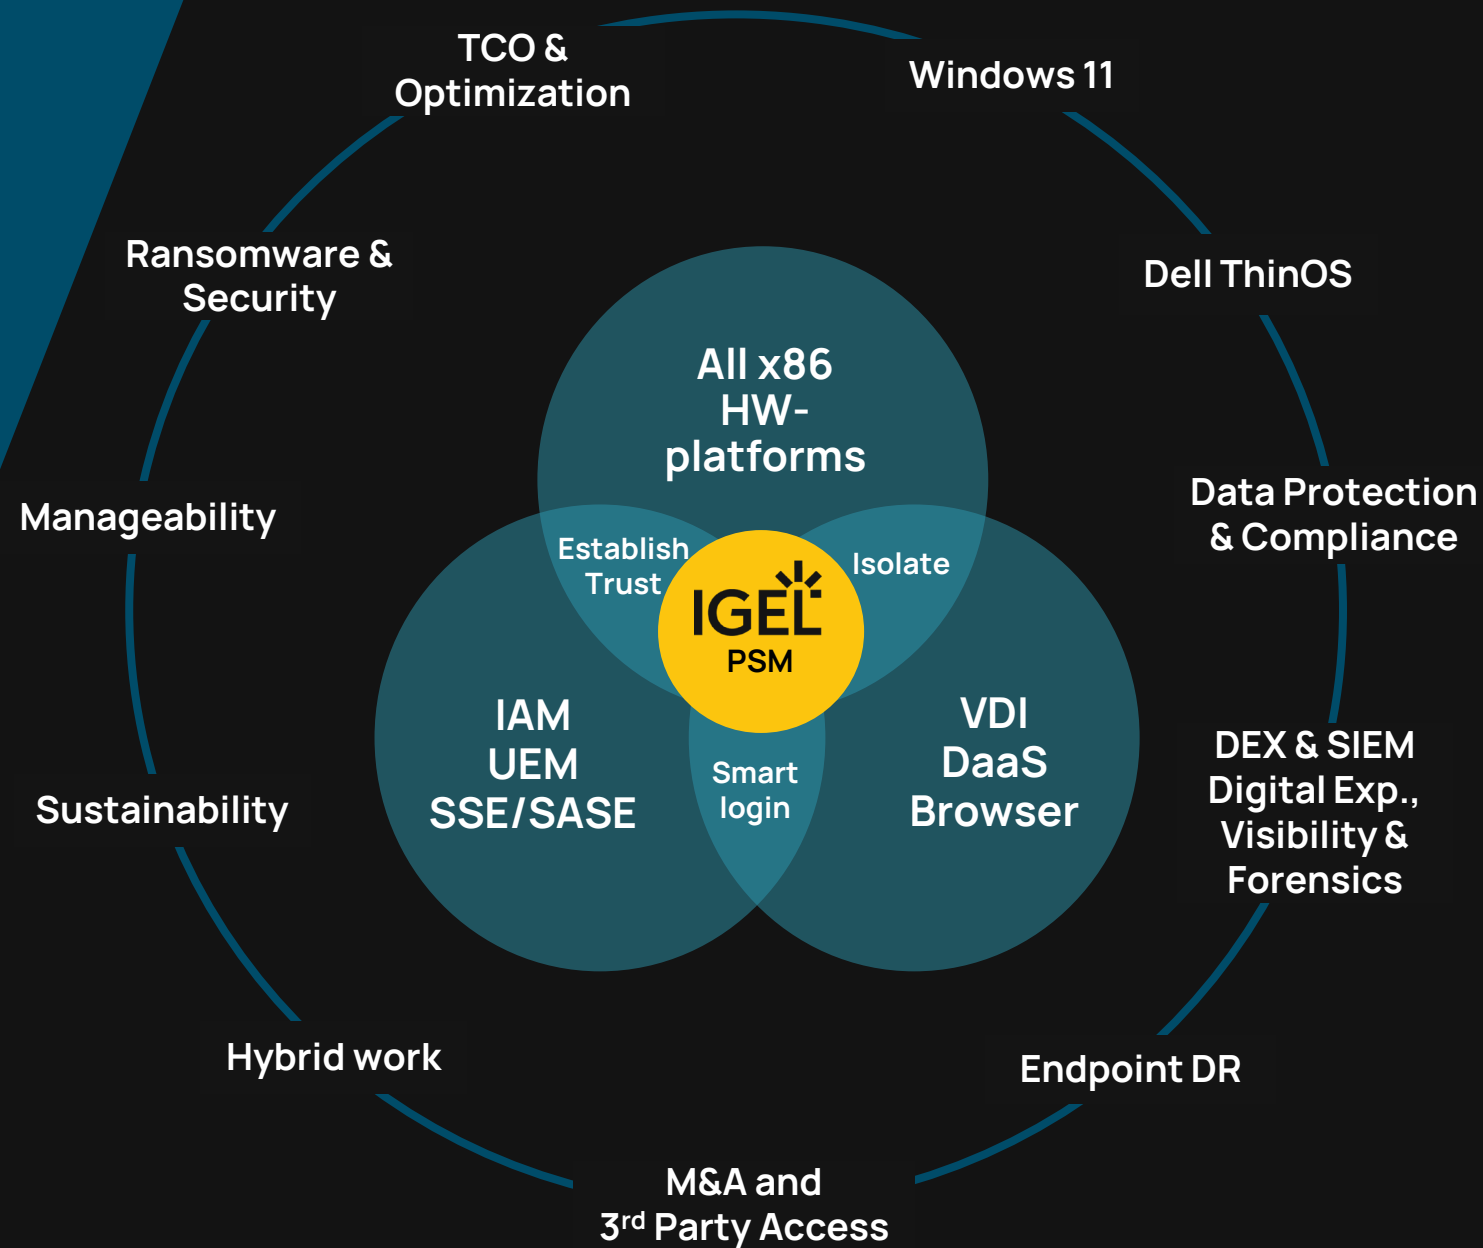 TCO &
Optimization
Windows 11
Ransomware &
Security
Dell ThinOS
All x86
HW-
platforms
Manageability
Data Protection
& Compliance
Establish
Trust
Isolate
IGEL
PSM
IAM
UEM
SSE/SASE
VDI
DaaS
Browser
Smart
login
DEX & SIEM
Digital Exp.,
Visibility &
Forensics
Sustainability
Hybrid work
Endpoint DR
M&A and
3rd Party Access